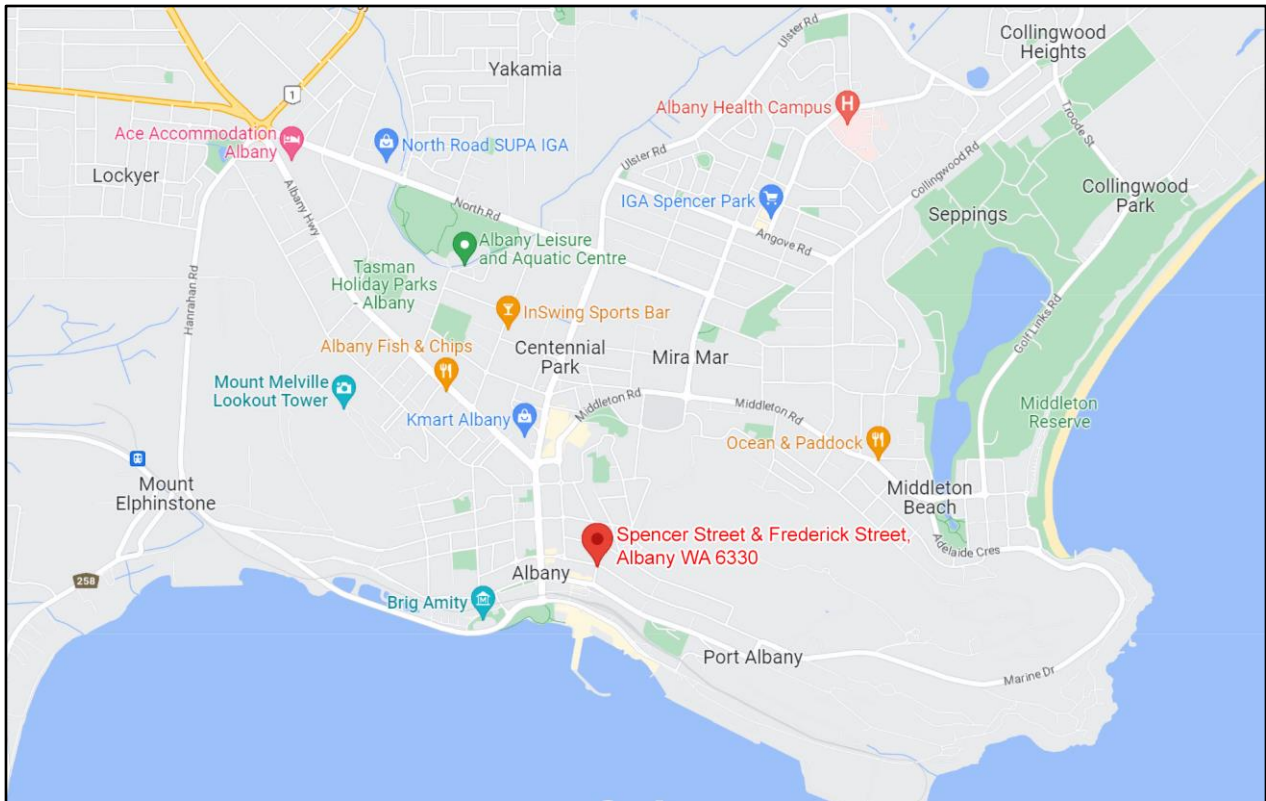 Collingwood
Heights
Ulster Rd
Yakamia
1
Albany Health Campus
H
Troode St
Ace Accommodation
Albany
North Road SUPA IGA
Ulster Rd
Collingwood Rd
Lockyer
Collingwood
Park
IGA Spencer Park
Seppings
Albany Hwy
North Rd
Angove Rd
Albany Leisure
and Aquatic Centre
Tasman
Holiday Parks
- Albany
Hanrahan Rd
InSwing Sports Bar
Golf Links Rd
Centennial
Park
Mira Mar
Albany Fish & Chips
Mount Melville
Lookout Tower
Middleton Rd
Middleton Rd
Middleton
Reserve
Kmart Albany
Ocean & Paddock
Mount
Elphinstone
Middleton
Beach
Spencer Street & Frederick Street,
Albany WA 6330
Adelaide Cres
258
Albany
Brig Amity
Port Albany
Marine Dr